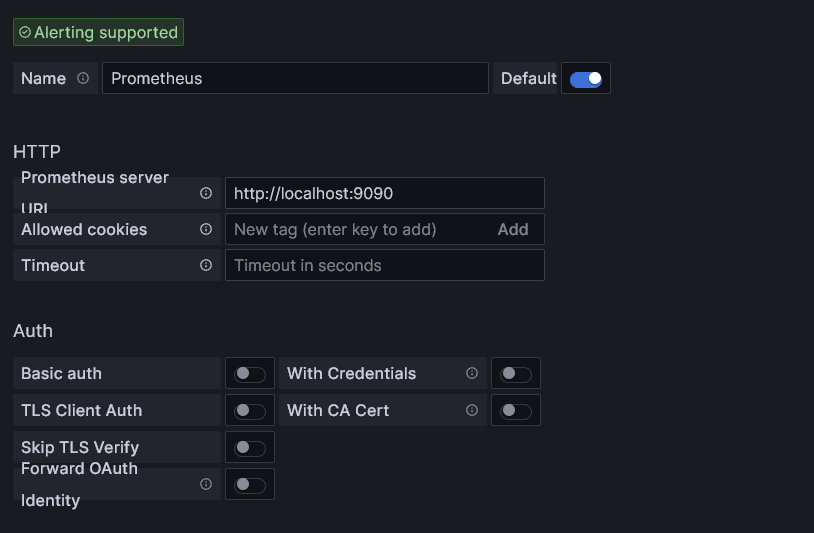 Alerting supported
Name Prometheus Default
HTTP
Prometheus server
URL http://localhost:9090
Allowed cookies New tag (enter key to add) Add
Timeout Timeout in seconds
Auth
Basic auth With Credentials
TLS Client Auth With CA Cert
Skip TLS Verify
Forward OAuth
Identity